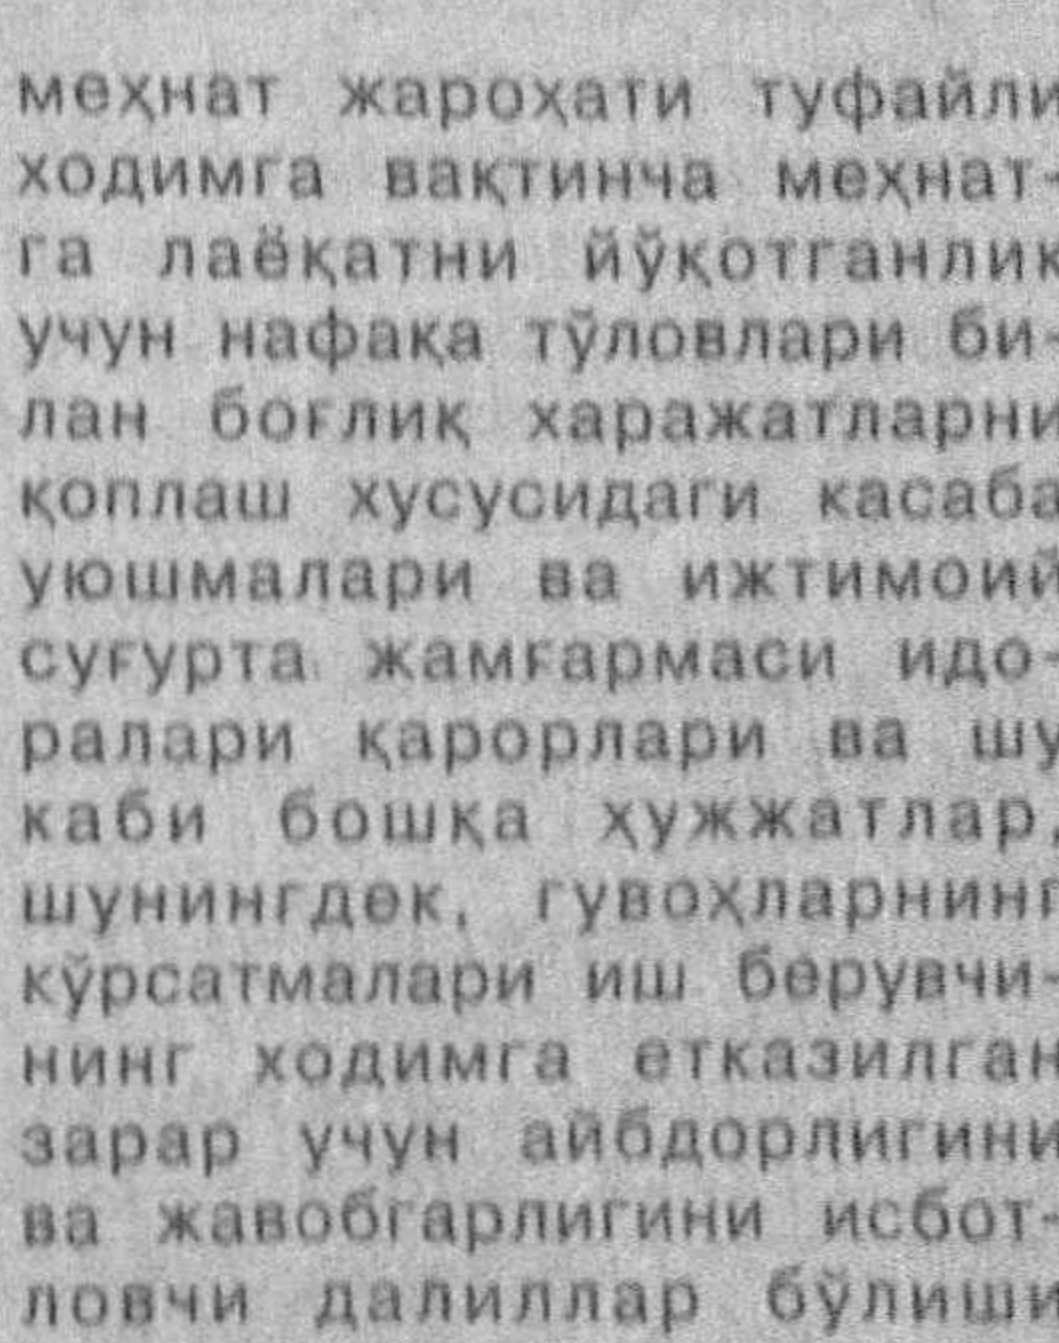 меҳнат жароҳати туфайли
ходимга вақтинча меҳнат-
га лаёқатни йўқотганлик
учун нафақа тўловлари би-
лан боғлиқ харажатларни
қоплаш хусусидаги касаба
уюшмалари ва ижтимоий
суғурта жамғармаси идо-
ралари қарорлари ва шу
каби бошқа ҳужжатлар,
шунингдек, гувоҳларнинг
кўрсатмалари иш берувчи-
нинг ходимга етказилган
зарар учун айбдорлигини
ва жавобгарлигини исбот-
ловчи далиллар бўлиши